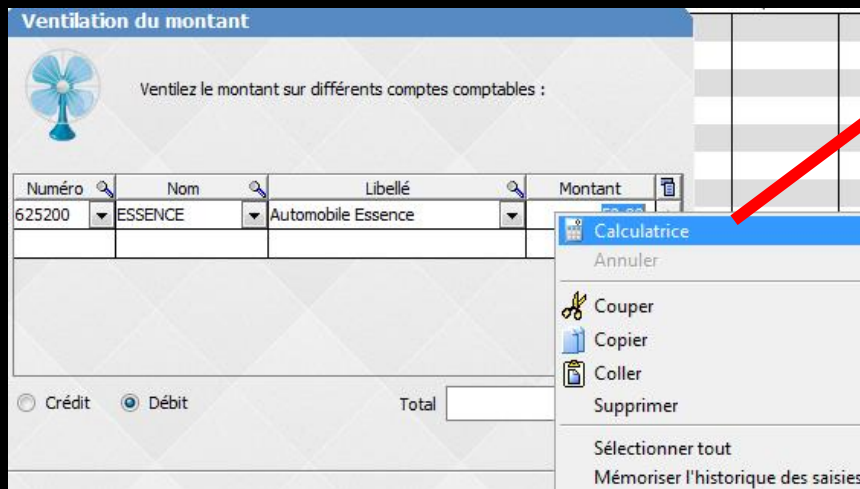 Ventilation du montant
Ventilez le montant sur différents comptes comptables :
Numéro Nom Libellé Montant
625200 ESSENCE Automobile Essence
Calculatrice
Annuler
Couper
Copier
Coller
Supprimer
Crédit Débit Total
Sélectionner tout
Mémoriser l'historique des saisies